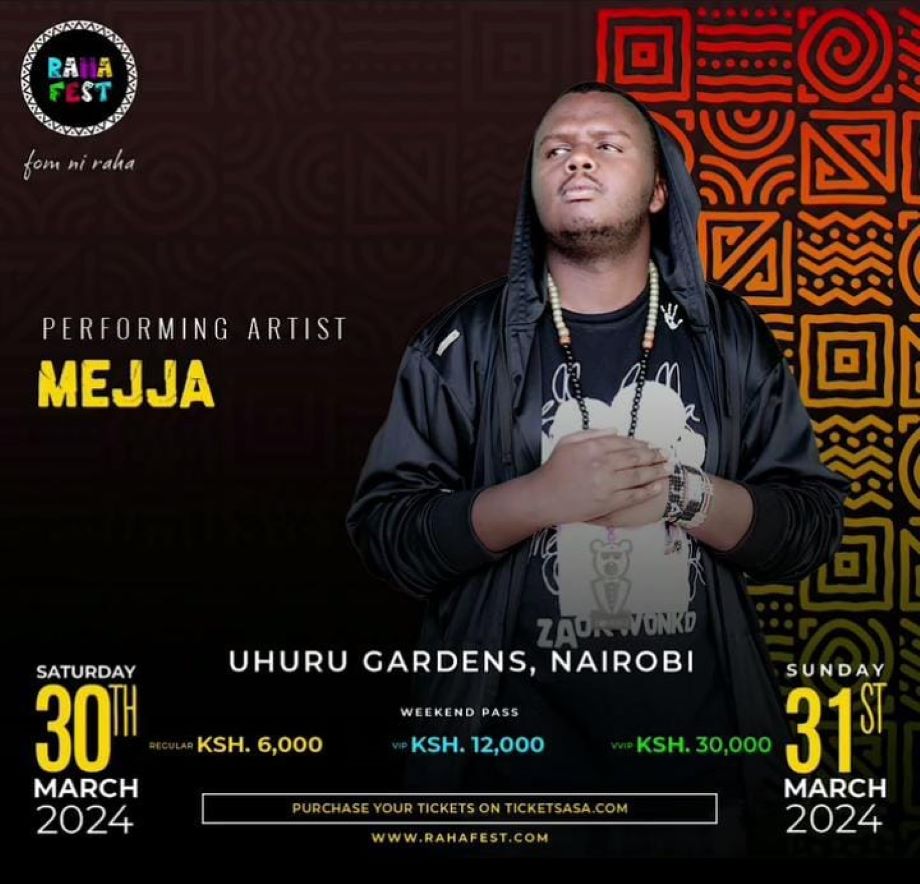 RAHA
FEST
fom ni raha
PERFORMING ARTIST
MEJJA
UHURU GARDENS, NAIROBI
SATURDAY
30TH
MARCH
2024
WEEKEND PASS
REGULAR KSH. 6,000
VIP KSH. 12,000
VVIP KSH. 30,000
SUNDAY
31ST
MARCH
2024
PURCHASE YOUR TICKETS ON TICKETSASA.COM
WWW.RAHAFEST.COM